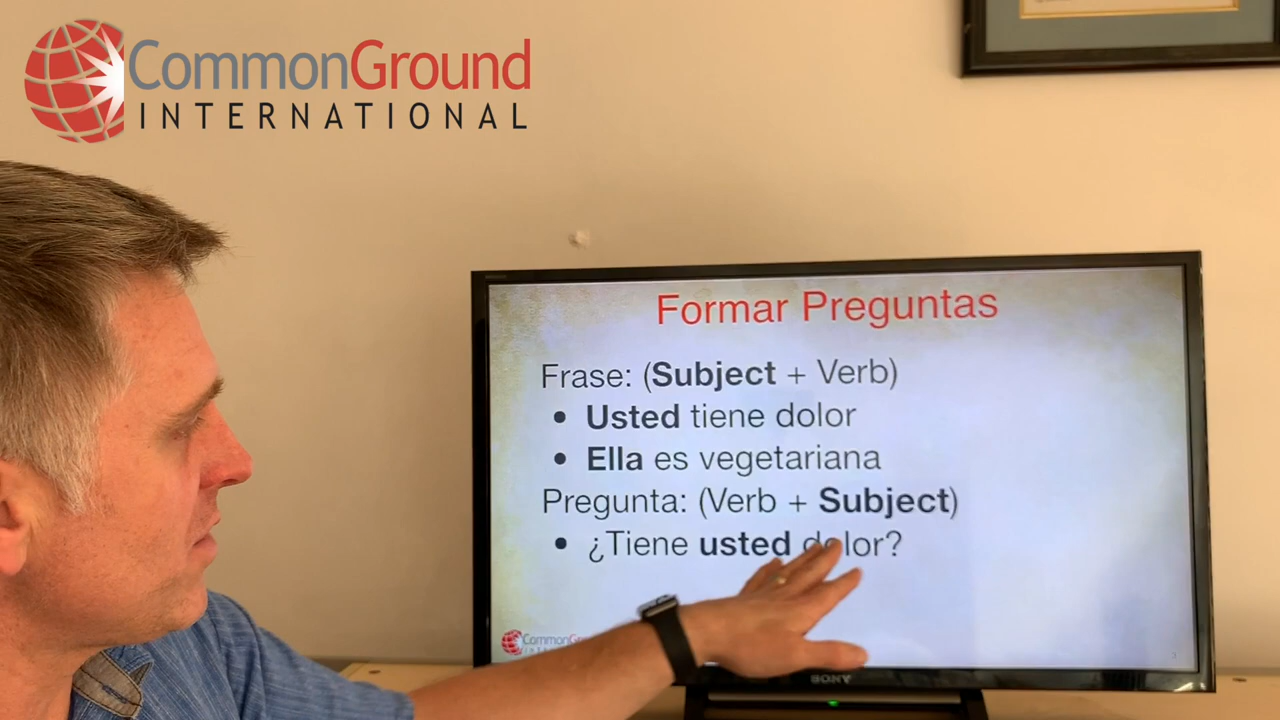 CommonGround
INTERNATIONAL
Formar Preguntas
Frase: (Subject + Verb)
• Usted tiene dolor
• Ella es vegetariana
Pregunta: (Verb + Subject)
• ¿Tiene usted dolor?
CommonGro
SONY